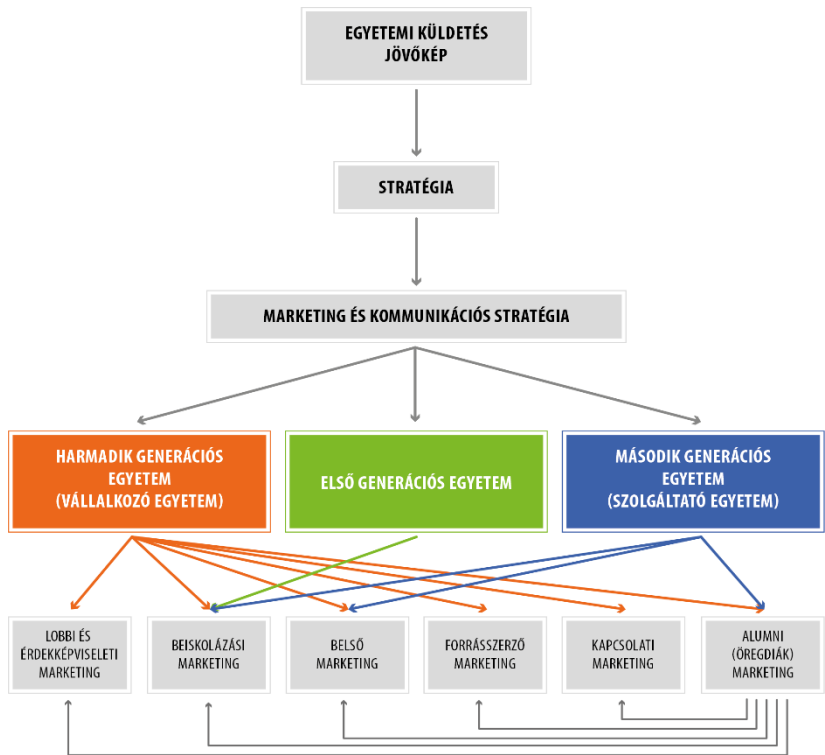 EGYETEMI KÜLDETÉS
JÖVŐKÉP
STRATÉGIA
MARKETING ÉS KOMMUNIKÁCIÓS STRATÉGIA
HARMADIK GENERÁCIÓS
EGYETEM
(VÁLLALKOZÓ EGYETEM)
ELSŐ GENERÁCIÓS EGYETEM
MÁSODIK GENERÁCIÓS
EGYETEM
(SZOLGÁLTATÓ EGYETEM)
LOBBI ÉS
ÉRDEKKÉPVISELETI
MARKETING
BEISKOLÁZÁSI
MARKETING
BELSŐ
MARKETING
FORRÁSSZERZŐ
MARKETING
KAPCSOLATI
MARKETING
ALUMNI
(ÖREGDIÁK)
MARKETING